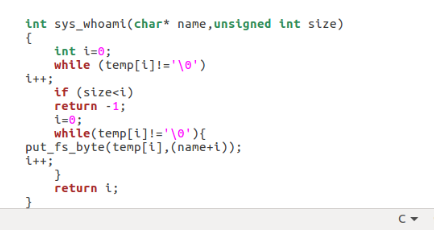 int sys_whoami(char* name,unsigned int size)
{
    int i=0;
    while (temp[i]!='\0')
i++;
    if (size<i)
    return -1;
    i=0;
    while(temp[i]!='\0'){
put_fs_byte(temp[i],(name+i));
i++;
    }
    return i;
}
C